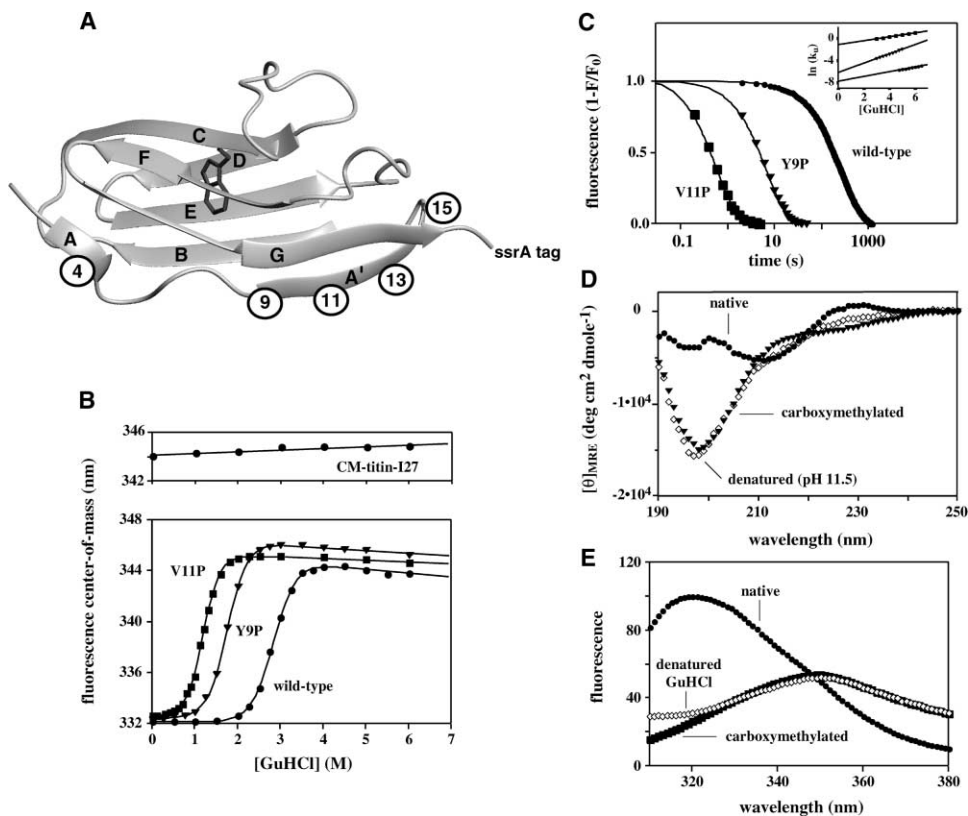 A
C
D
F
E
A
B
G
A'
4
9
11
13
15
ssrA tag
B
346
342
CM-titin-I27
fluorescence center-of-mass (nm)
348
344
340
336
332
V11P
Y9P
wild-type
0 1 2 3 4 5 6 7
[GuHCl] (M)
C
fluorescence (1-F/F0)
1.0
0.5
0.0
V11P
Y9P
wild-type
0.1 10 1000
time (s)
ln (ku)
0
-4
-8
0 2 4 6
[GuHCl]
D
[θ]MRE (deg cm2 dmole-1)
0
-1•10⁴
-2•10⁴
native
carboxymethylated
denatured (pH 11.5)
190 200 210 220 230 240 250
wavelength (nm)
E
fluorescence
120
80
40
0
native
denatured
GuHCl
carboxymethylated
320 340 360 380
wavelength (nm)